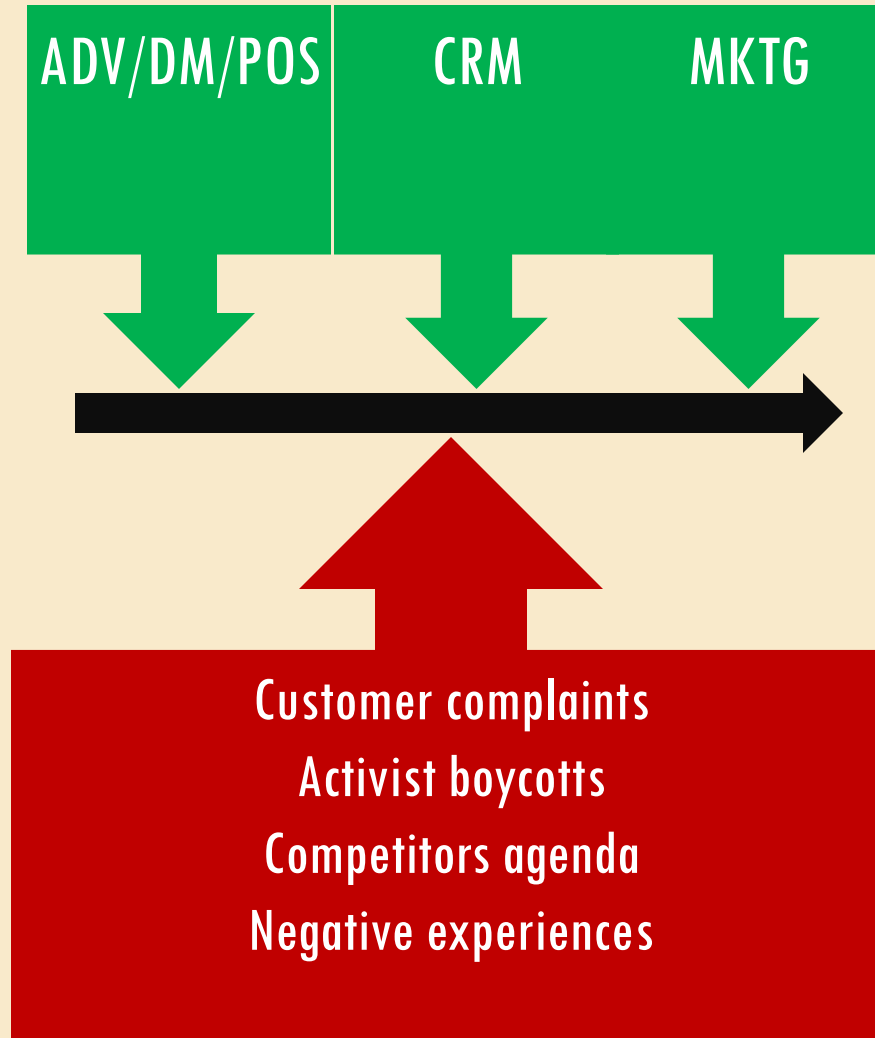 ADV/DM/POS
CRM
MKTG
Customer complaints
Activist boycotts
Competitors agenda
Negative experiences